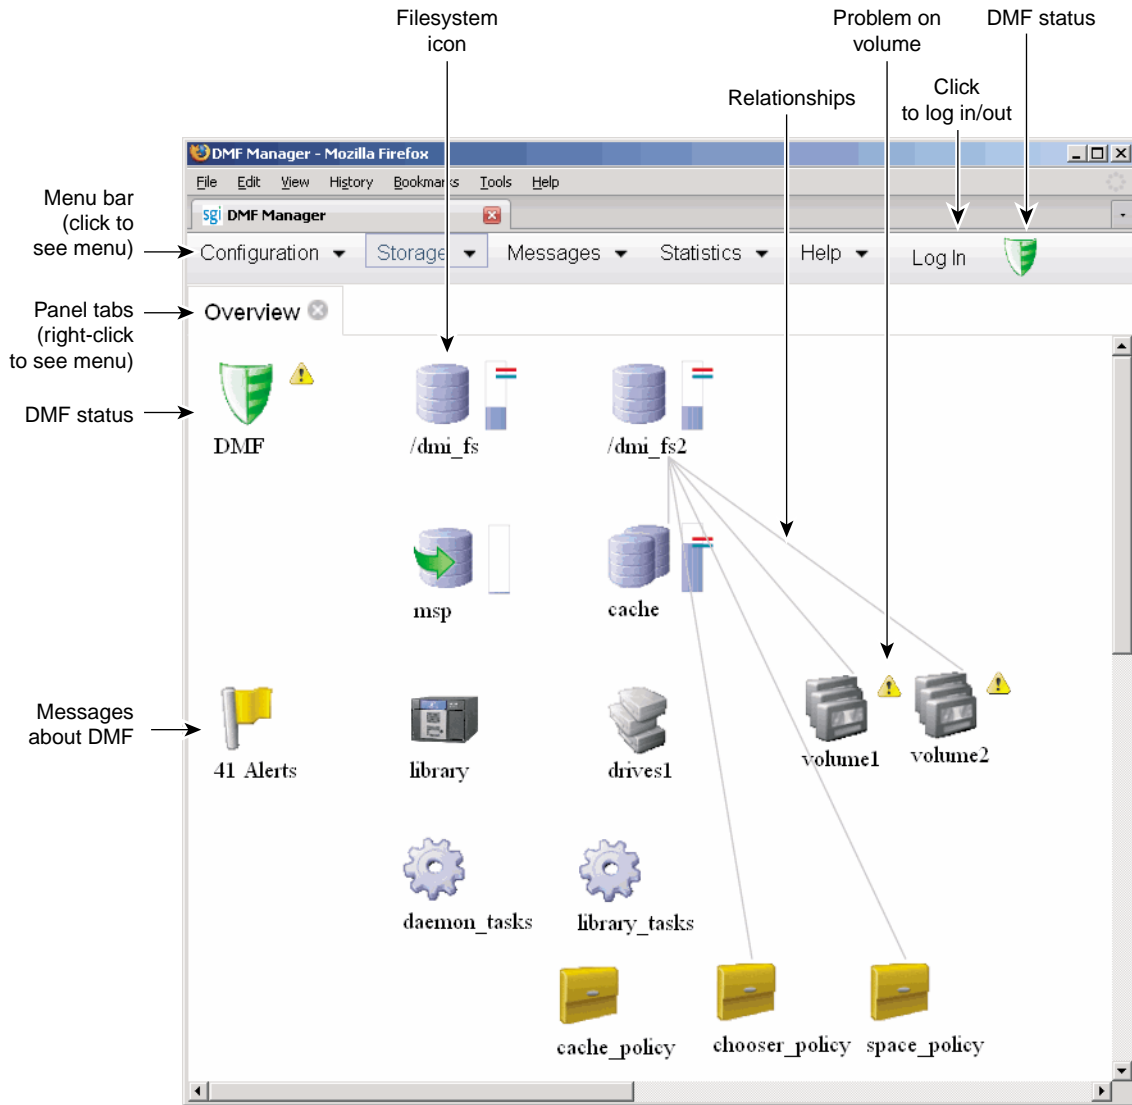 Filesystem
icon
Problem on
volume
DMF status
Relationships
Click
to log in/out
DMF Manager - Mozilla Firefox
File Edit View History Bookmarks Tools Help
sgi DMF Manager
Menu bar
(click to
see menu)
Configuration Storage Messages Statistics Help Log In
Panel tabs
(right-click
to see menu)
Overview
DMF status
DMF
/dmi_fs
/dmi_fs2
msp
cache
Messages
about DMF
41 Alerts
library
drives1
volume1
volume2
daemon_tasks
library_tasks
cache_policy
chooser_policy
space_policy